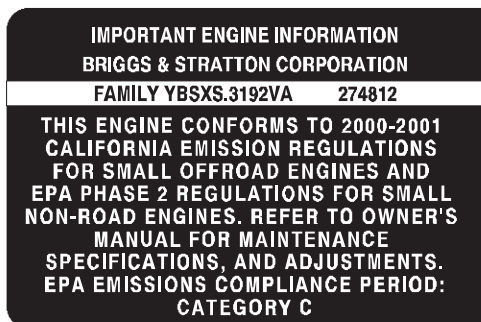 IMPORTANT ENGINE INFORMATION
BRIGGS & STRATTON CORPORATION
FAMILY YBSXS.3192VA 274812
THIS ENGINE CONFORMS TO 2000-2001
CALIFORNIA EMISSION REGULATIONS
FOR SMALL OFFROAD ENGINES AND
EPA PHASE 2 REGULATIONS FOR SMALL
NON-ROAD ENGINES. REFER TO OWNER'S
MANUAL FOR MAINTENANCE
SPECIFICATIONS, AND ADJUSTMENTS.
EPA EMISSIONS COMPLIANCE PERIOD:
CATEGORY C